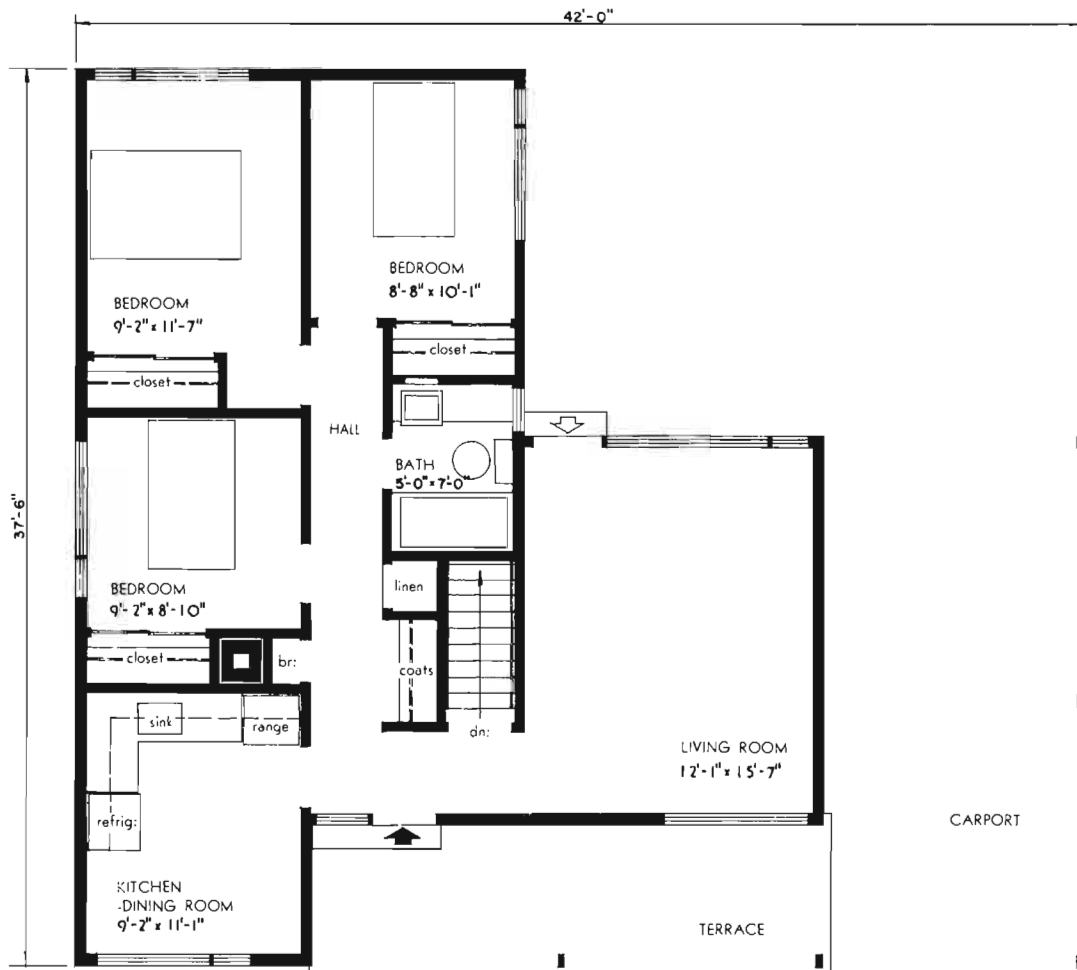 42'-0"
37'-6"
BEDROOM
8'-8" x 10'-1"
BEDROOM
9'-2" x 11'-7"
closet
closet
HALL
BATH
5'-0" x 7'-0"
BEDROOM
9'-2" x 8'-10"
linen
closet
br:
coats
sink
range
dn:
LIVING ROOM
12'-1" x 15'-7"
refrig:
CARPORT
KITCHEN
-DINING ROOM
9'-2" x 11'-1"
TERRACE